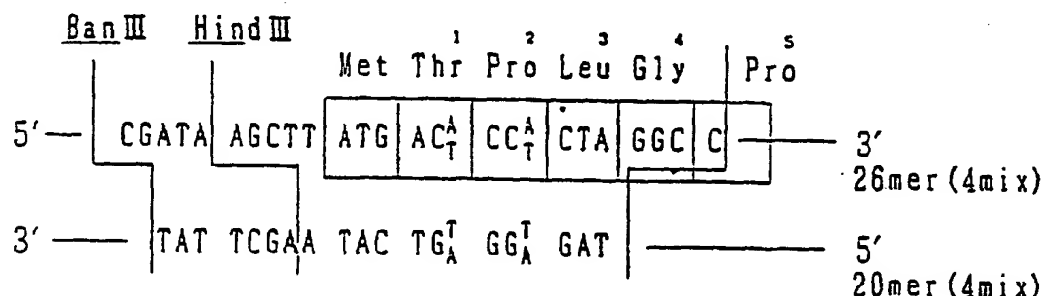 BanⅢ HindⅢ
1 2 3 4 5
Met Thr Pro Leu Gly Pro
5′ CGATA AGCTT ATG AC A/T CC A/T CTA GGC C 3′
26mer (4mix)
3′ TAT TCGAA TAC TG T/A GG T/A GAT 5′
20mer (4mix)